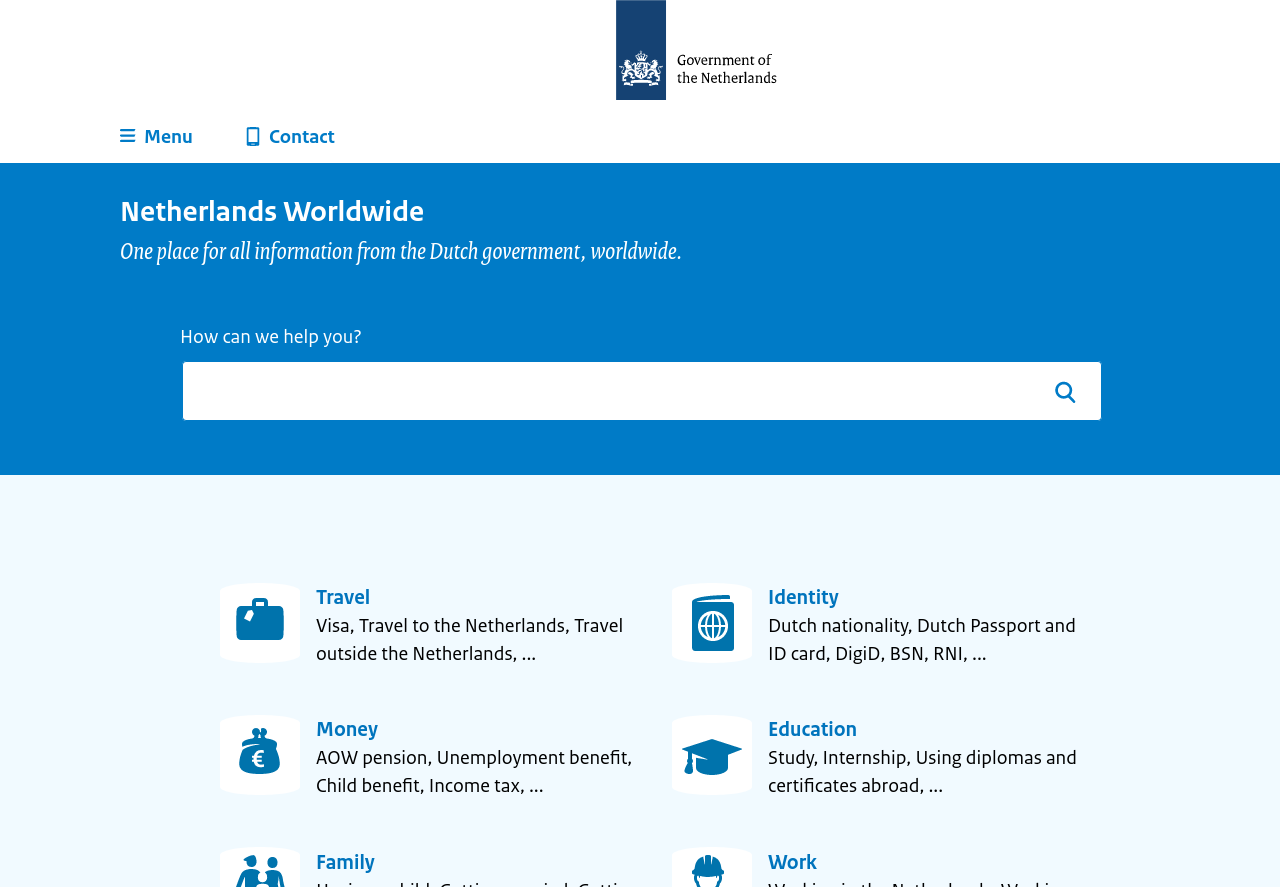 Government of
the Netherlands
Menu
Contact
Netherlands Worldwide
One place for all information from the Dutch government, worldwide.
How can we help you?
Travel
Visa, Travel to the Netherlands, Travel
outside the Netherlands, ...
Identity
Dutch nationality, Dutch Passport and
ID card, DigiD, BSN, RNI, ...
Money
€
AOW pension, Unemployment benefit,
Child benefit, Income tax, ...
Education
Study, Internship, Using diplomas and
certificates abroad, ...
Family
Work